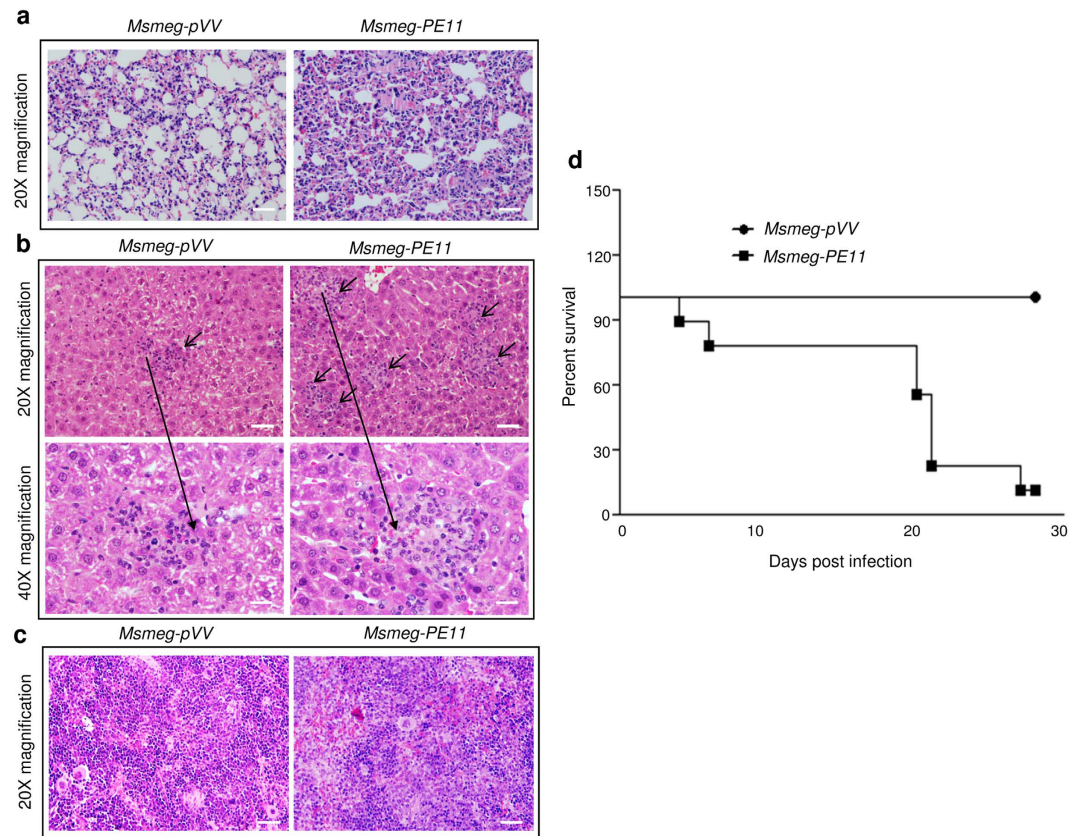 a
Msmeg-pVV Msmeg-PE11
20X magnification
b
Msmeg-pVV Msmeg-PE11
20X magnification
40X magnification
c
Msmeg-pVV Msmeg-PE11
20X magnification
d
150
120
90
60
30
0
Percent survival
Msmeg-pVV
Msmeg-PE11
0 10 20 30
Days post infection